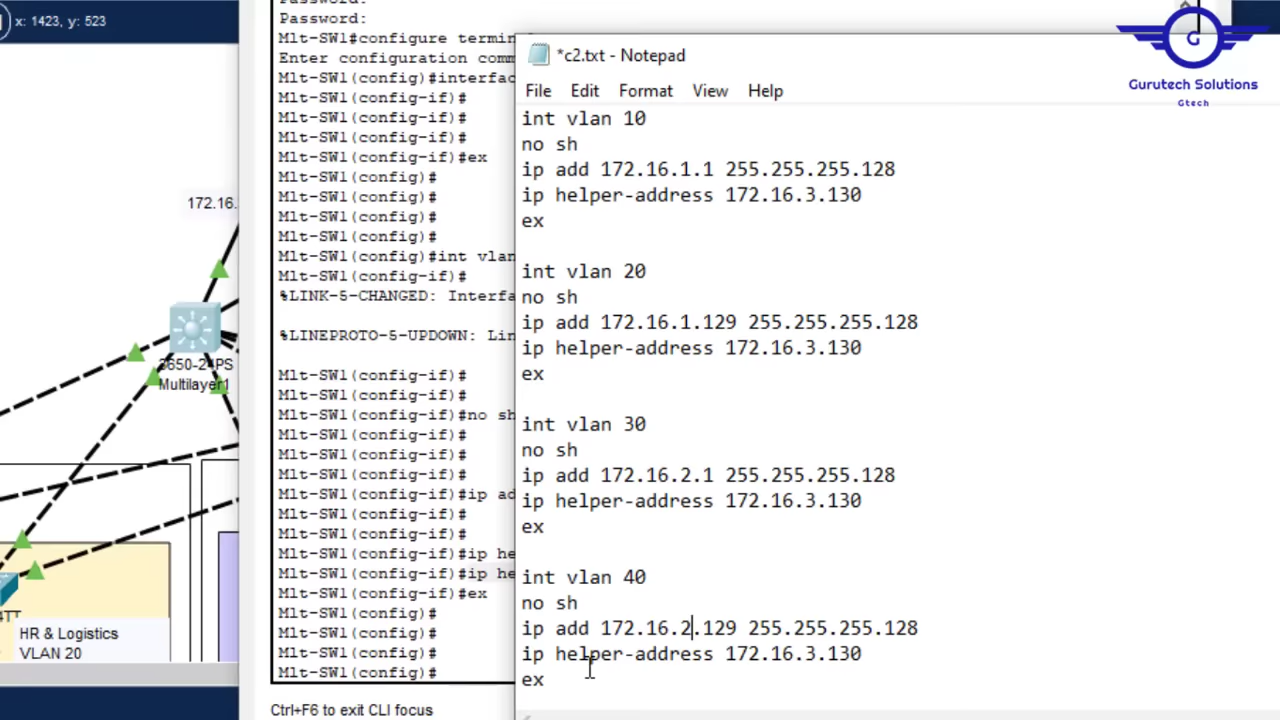 x: 1423, y: 523
172.16.
3650-24PS
Multilayer1
HR & Logistics
VLAN 20
Password:
Password:
Mlt-SW1#configure termin
Enter configuration comm
Mlt-SW1(config)#interfac
Mlt-SW1(config-if)#
Mlt-SW1(config-if)#
Mlt-SW1(config-if)#
Mlt-SW1(config-if)#ex
Mlt-SW1(config)#
Mlt-SW1(config)#
Mlt-SW1(config)#
Mlt-SW1(config)#
Mlt-SW1(config)#int vlan
Mlt-SW1(config-if)#
%LINK-5-CHANGED: Interfa
%LINEPROTO-5-UPDOWN: Lin
Mlt-SW1(config-if)#
Mlt-SW1(config-if)#
Mlt-SW1(config-if)#no sh
Mlt-SW1(config-if)#
Mlt-SW1(config-if)#
Mlt-SW1(config-if)#
Mlt-SW1(config-if)#ip ad
Mlt-SW1(config-if)#
Mlt-SW1(config-if)#
Mlt-SW1(config-if)#ip he
Mlt-SW1(config-if)#ip he
Mlt-SW1(config-if)#ex
Mlt-SW1(config)#
Mlt-SW1(config)#
Mlt-SW1(config)#
Mlt-SW1(config)#
Ctrl+F6 to exit CLI focus
*c2.txt - Notepad
File Edit Format View Help
int vlan 10
no sh
ip add 172.16.1.1 255.255.255.128
ip helper-address 172.16.3.130
ex
int vlan 20
no sh
ip add 172.16.1.129 255.255.255.128
ip helper-address 172.16.3.130
ex
int vlan 30
no sh
ip add 172.16.2.1 255.255.255.128
ip helper-address 172.16.3.130
ex
int vlan 40
no sh
ip add 172.16.2.129 255.255.255.128
ip helper-address 172.16.3.130
ex
G
Gurutech Solutions
Gtech